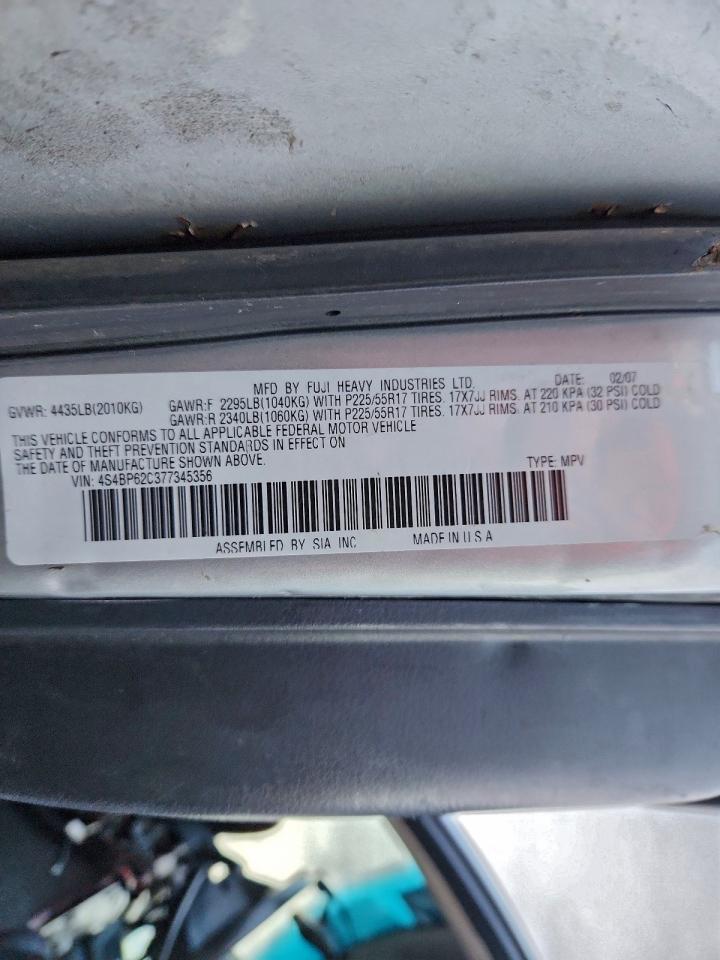 MFD BY FUJI HEAVY INDUSTRIES LTD. DATE: 02/07
GVWR: 4435LB(2010KG) GAWR:F 2295LB(1040KG) WITH P225/55R17 TIRES. 17X7JJ RIMS. AT 220 KPA (32 PSI) COLD
GAWR:R 2340LB(1060KG) WITH P225/55R17 TIRES. 17X7JJ RIMS. AT 210 KPA (30 PSI) COLD
THIS VEHICLE CONFORMS TO ALL APPLICABLE FEDERAL MOTOR VEHICLE
SAFETY AND THEFT PREVENTION STANDARDS IN EFFECT ON
THE DATE OF MANUFACTURE SHOWN ABOVE.
VIN: 4S4BP62C377345356 TYPE: MPV
ASSEMBLED BY SIA INC MADE IN U S A